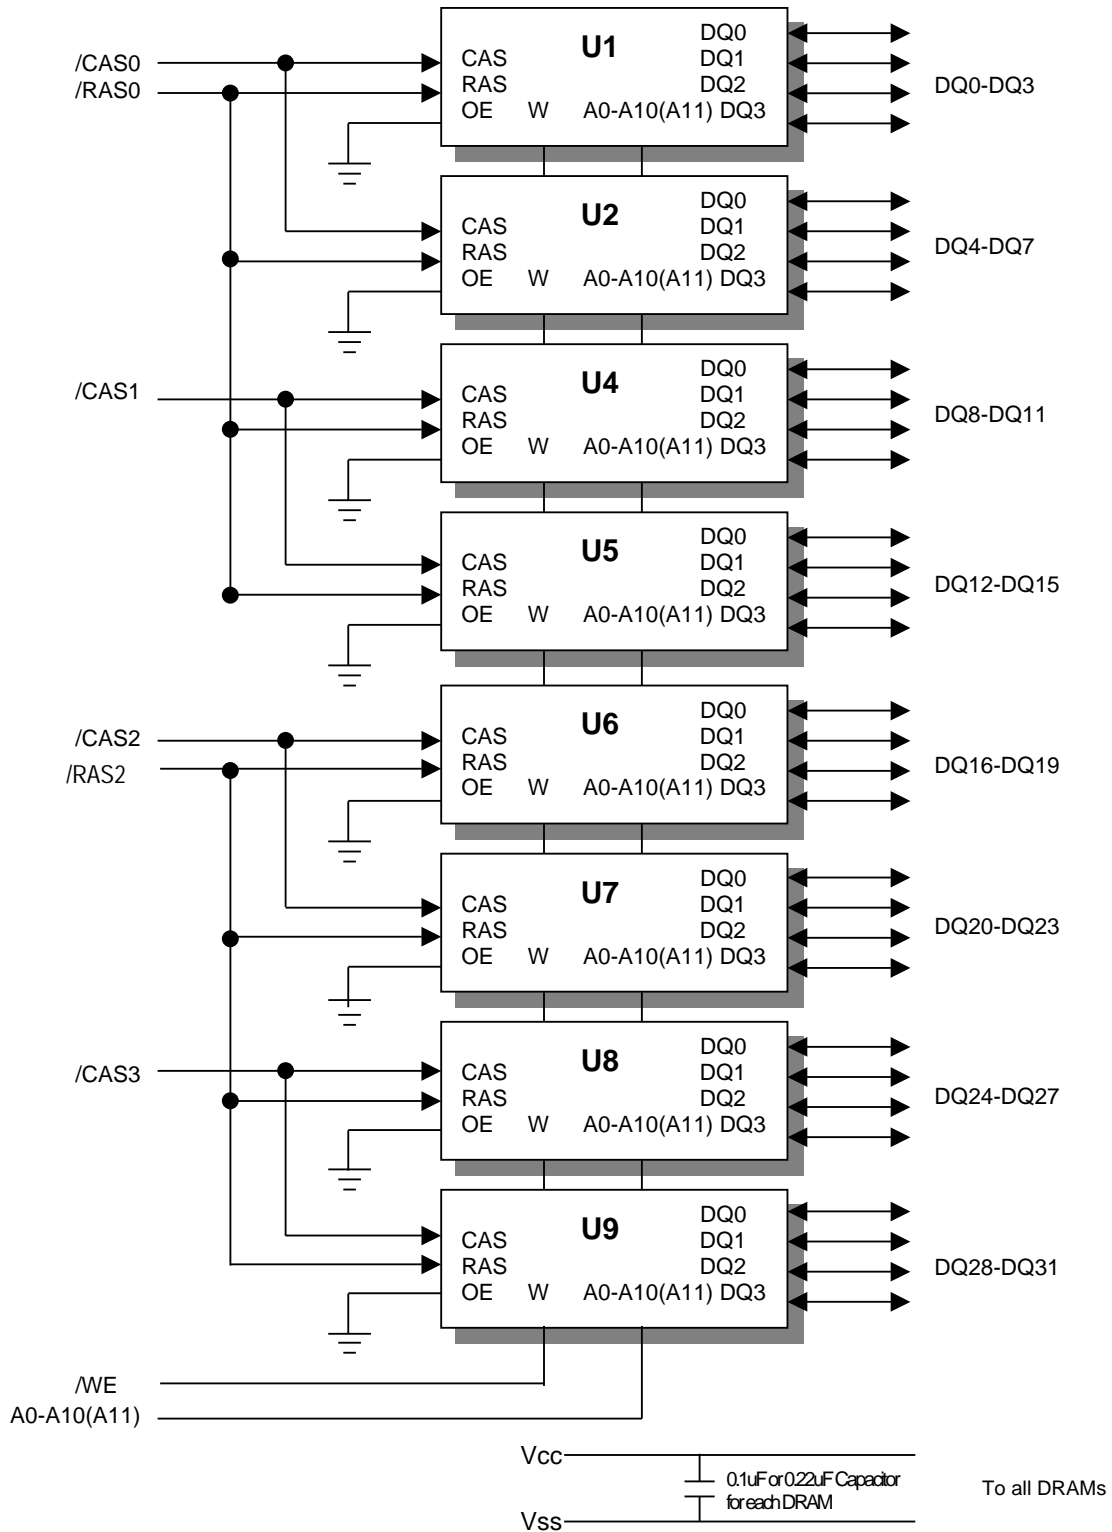 U1
DQ0
/CAS0
CAS
DQ1
/RAS0
RAS
DQ2
DQ0-DQ3
OE W A0-A10(A11) DQ3
U2
DQ0
CAS
DQ1
RAS
DQ2
DQ4-DQ7
OE W A0-A10(A11) DQ3
U4
DQ0
/CAS1
CAS
DQ1
RAS
DQ2
DQ8-DQ11
OE W A0-A10(A11) DQ3
U5
DQ0
CAS
DQ1
RAS
DQ2
DQ12-DQ15
OE W A0-A10(A11) DQ3
U6
DQ0
/CAS2
CAS
DQ1
/RAS2
RAS
DQ2
DQ16-DQ19
OE W A0-A10(A11) DQ3
U7
DQ0
CAS
DQ1
RAS
DQ2
DQ20-DQ23
OE W A0-A10(A11) DQ3
U8
DQ0
/CAS3
CAS
DQ1
RAS
DQ2
DQ24-DQ27
OE W A0-A10(A11) DQ3
U9
DQ0
CAS
DQ1
RAS
DQ2
DQ28-DQ31
OE W A0-A10(A11) DQ3
/WE
A0-A10(A11)
Vcc
0.1uF or 0.22uF Capacitor
for each DRAM
To all DRAMs
Vss